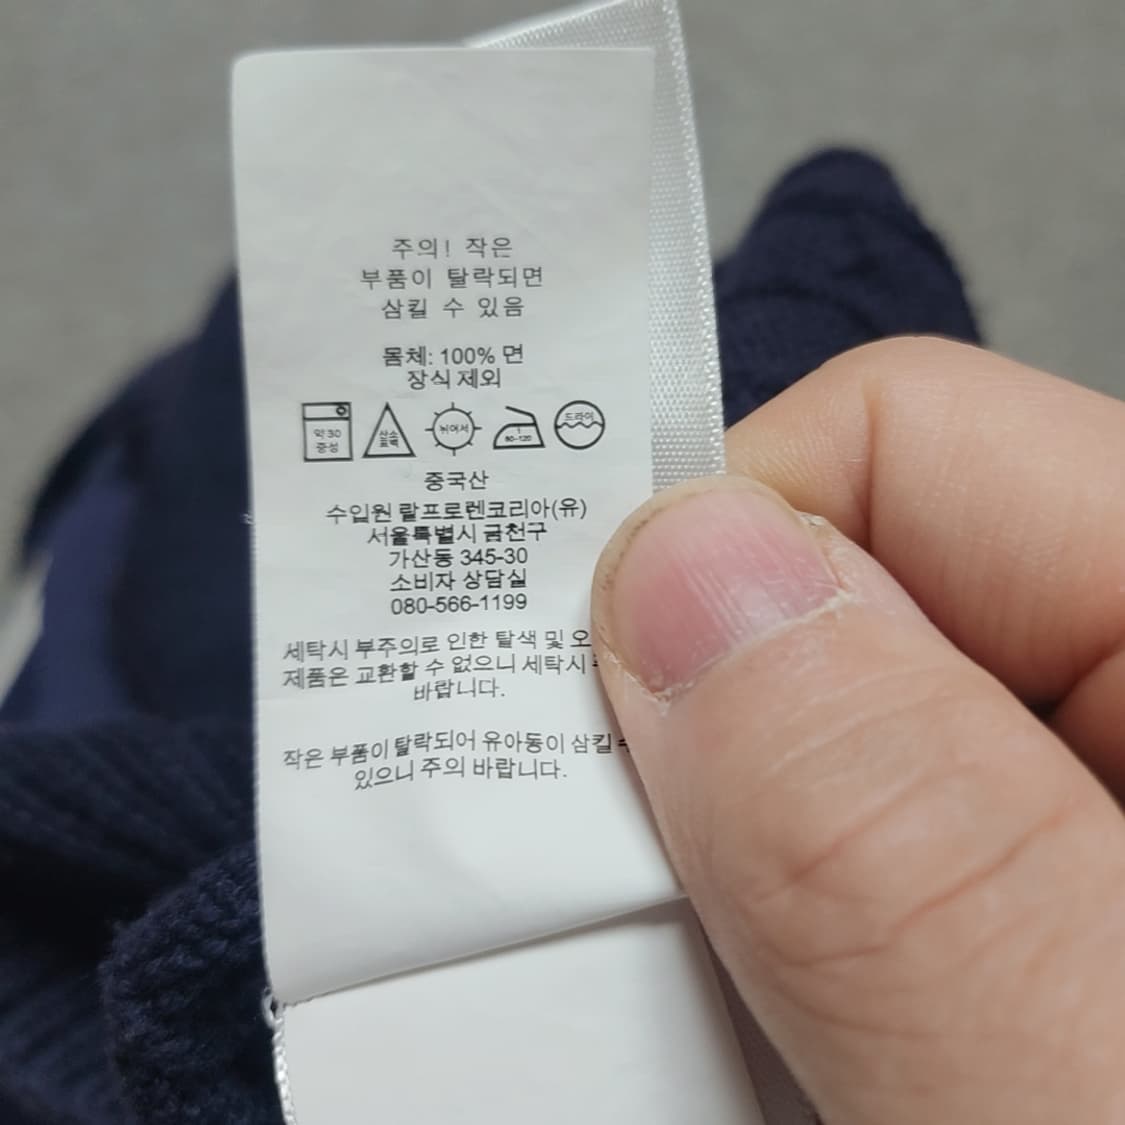 주의! 작은
부품이 탈락되면
삼킬 수 있음
몸체: 100% 면
장식 제외
약 30
중성
산소
표백
뉘어서
1
80-120
드라이
중국산
수입원 랄프로렌코리아(유)
서울특별시 금천구
가산동 345-30
소비자 상담실
080-566-1199
세탁시 부주의로 인한 탈색 및 오
제품은 교환할 수 없으니 세탁시
바랍니다.
작은 부품이 탈락되어 유아동이 삼킬
있으니 주의 바랍니다.